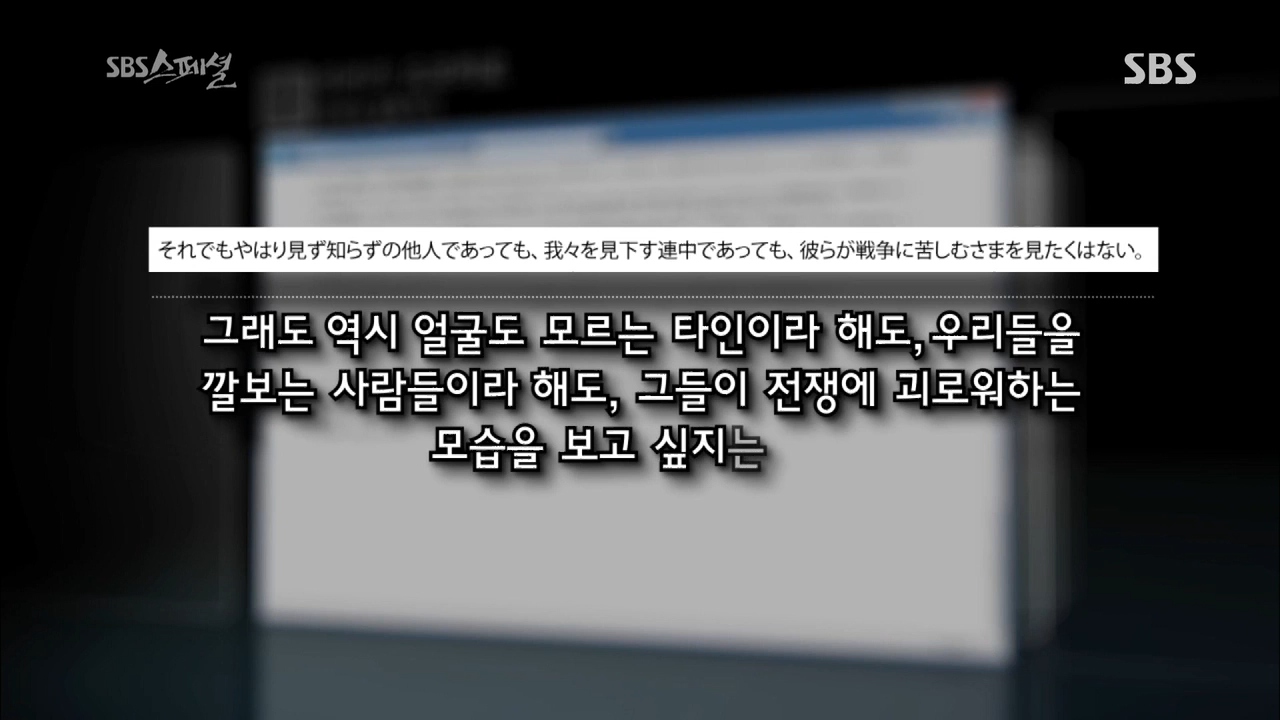 SBS스페셜
SBS
それでもやはり見ず知らずの他人であっても、我々を見下す連中であっても、彼らが戦争に苦しむさまを見たくはない。
그래도 역시 얼굴도 모르는 타인이라 해도, 우리들을
깔보는 사람들이라 해도, 그들이 전쟁에 괴로워하는
모습을 보고 싶지는